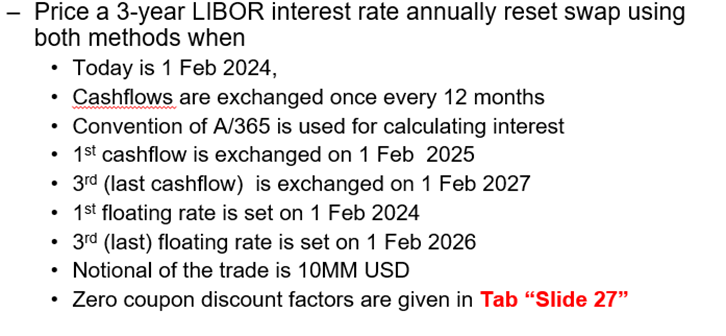 – Price a 3-year LIBOR interest rate annually reset swap using
both methods when
• Today is 1 Feb 2024,
• Cashflows are exchanged once every 12 months
• Convention of A/365 is used for calculating interest
• 1st cashflow is exchanged on 1 Feb 2025
• 3rd (last cashflow) is exchanged on 1 Feb 2027
• 1st floating rate is set on 1 Feb 2024
• 3rd (last) floating rate is set on 1 Feb 2026
• Notional of the trade is 10MM USD
• Zero coupon discount factors are given in Tab “Slide 27”